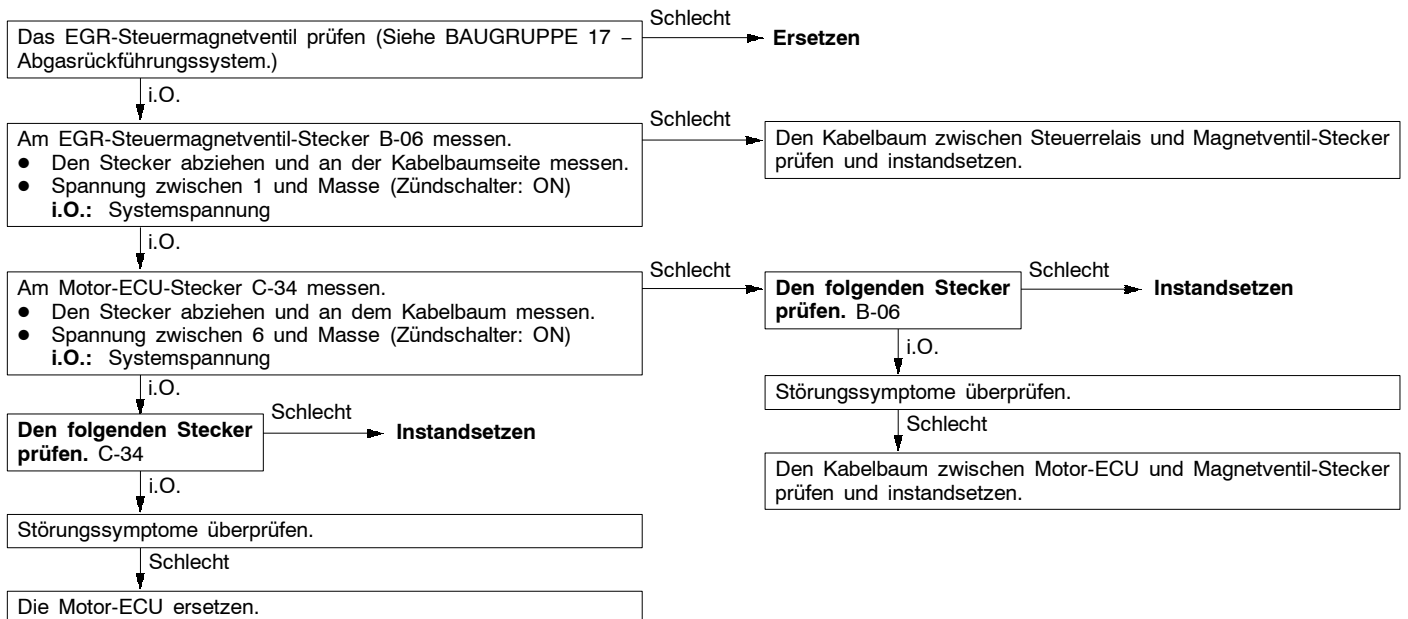 Das EGR-Steuermagnetventil prüfen (Siehe BAUGRUPPE 17 –
Abgasrückführungssystem.)
Schlecht
Ersetzen
i.O.
Am EGR-Steuermagnetventil-Stecker B-06 messen.
● Den Stecker abziehen und an der Kabelbaumseite messen.
● Spannung zwischen 1 und Masse (Zündschalter: ON)
i.O.: Systemspannung
Schlecht
Den Kabelbaum zwischen Steuerrelais und Magnetventil-Stecker
prüfen und instandsetzen.
i.O.
Am Motor-ECU-Stecker C-34 messen.
● Den Stecker abziehen und an dem Kabelbaum messen.
● Spannung zwischen 6 und Masse (Zündschalter: ON)
i.O.: Systemspannung
Schlecht
Den folgenden Stecker
prüfen. B-06
Schlecht
Instandsetzen
i.O.
Störungssymptome überprüfen.
Schlecht
Den Kabelbaum zwischen Motor-ECU und Magnetventil-Stecker
prüfen und instandsetzen.
i.O.
Den folgenden Stecker
prüfen. C-34
Schlecht
Instandsetzen
i.O.
Störungssymptome überprüfen.
Schlecht
Die Motor-ECU ersetzen.